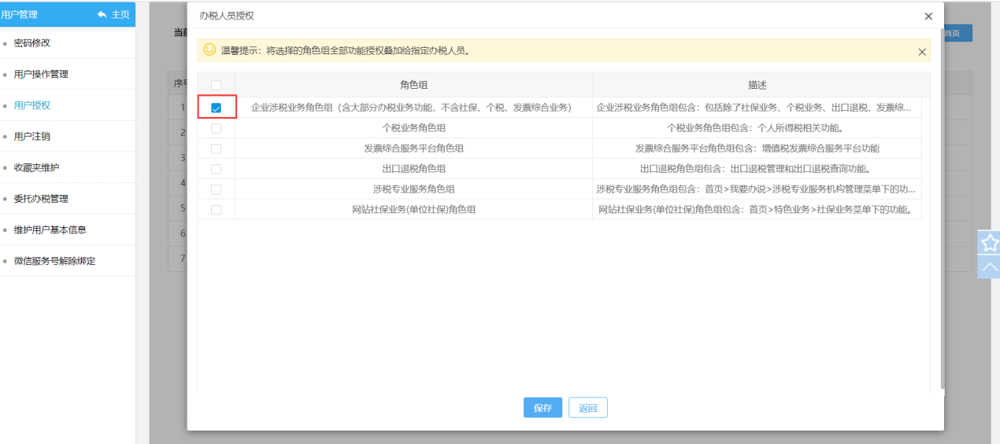 用户管理
主页
密码修改
用户操作管理
用户授权
用户注销
收藏夹维护
委托办税管理
维护用户基本信息
微信服务号解除绑定
当前
首页
序号
1
2
3
4
5
6
7
办税人员授权
温馨提示：将选择的角色组全部功能授权叠加给指定办税人员。
角色组 描述
企业涉税业务角色组（含大部分办税业务功能，不含社保、个税、发票综合业务） 企业涉税业务角色组包含：包括除了社保业务、个税业务、出口退税、发票综...
个税业务角色组 个税业务角色组包含：个人所得税相关功能。
发票综合服务平台角色组 发票综合服务平台角色组包含：增值税发票综合服务平台功能
出口退税角色组 出口退税角色组包含：出口退税管理和出口退税查询功能。
涉税专业服务角色组 涉税专业服务角色组包含：首页>我要办说>涉税专业服务机构管理菜单下的功...
网站社保业务(单位社保)角色组 网站社保业务(单位社保)角色组包含：首页>特色业务>社保业务菜单下的功能。
保存 返回